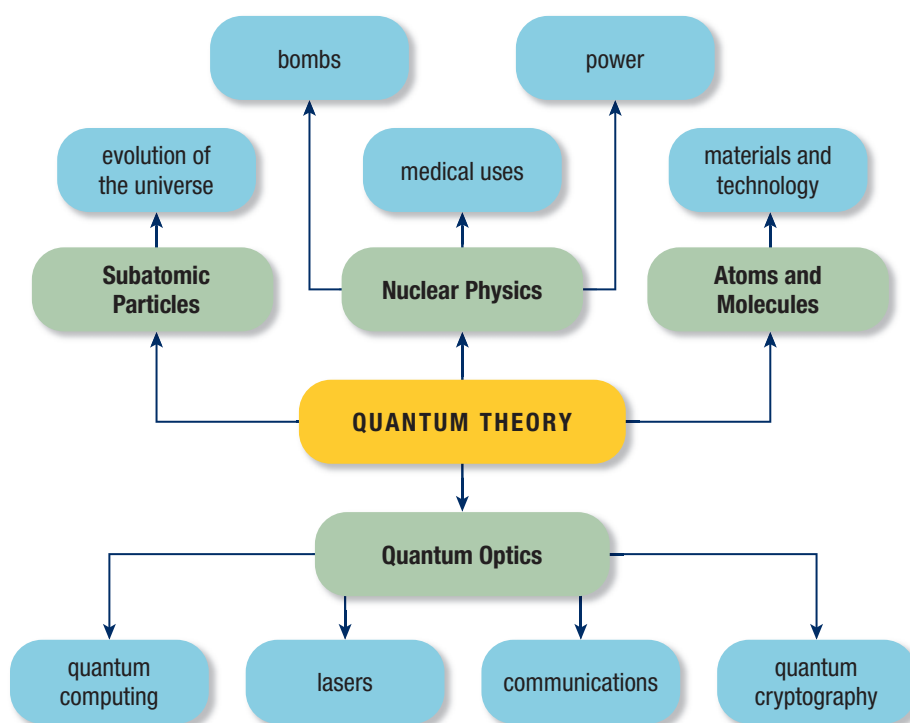 bombs
power
evolution of
the universe
medical uses
materials and
technology
Subatomic
Particles
Nuclear Physics
Atoms and
Molecules
QUANTUM THEORY
Quantum Optics
quantum
computing
lasers
communications
quantum
cryptography